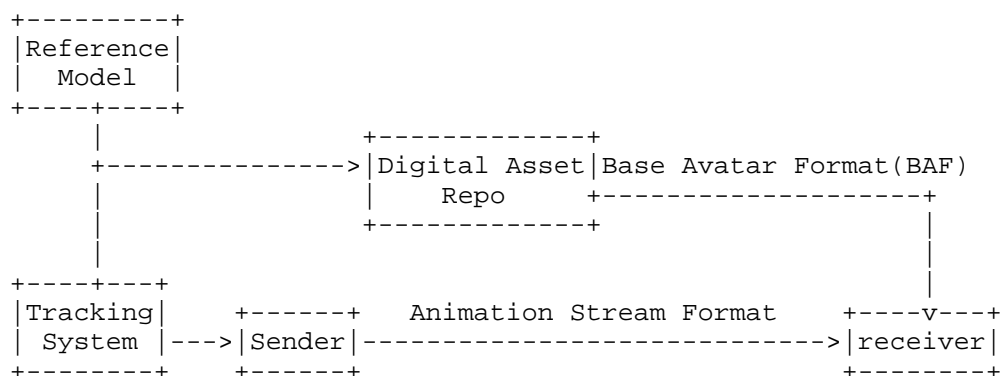 Reference
Model
Digital Asset Base Avatar Format(BAF)
Repo
Tracking Animation Stream Format
System Sender receiver